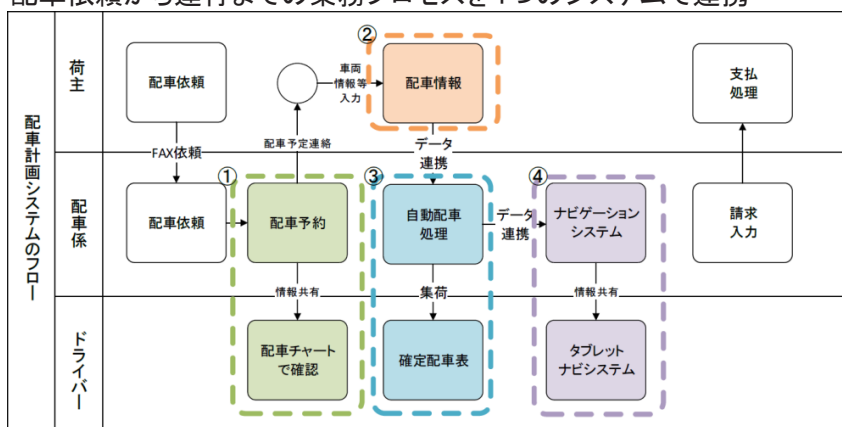 配車依頼から運行までの業務プロセスを1つのシステムで連携
配車計画システムのフロー
荷主
配車依頼
車両
情報等
入力
②
配車情報
支払
処理
FAX依頼
配車予定連絡
データ
連携
配車係
配車依頼
①
配車予約
③
自動配車
処理
データ
連携
④
ナビゲーション
システム
請求
入力
情報共有
集荷
情報共有
ドライバー
配車チャート
で確認
確定配車表
タブレット
ナビシステム